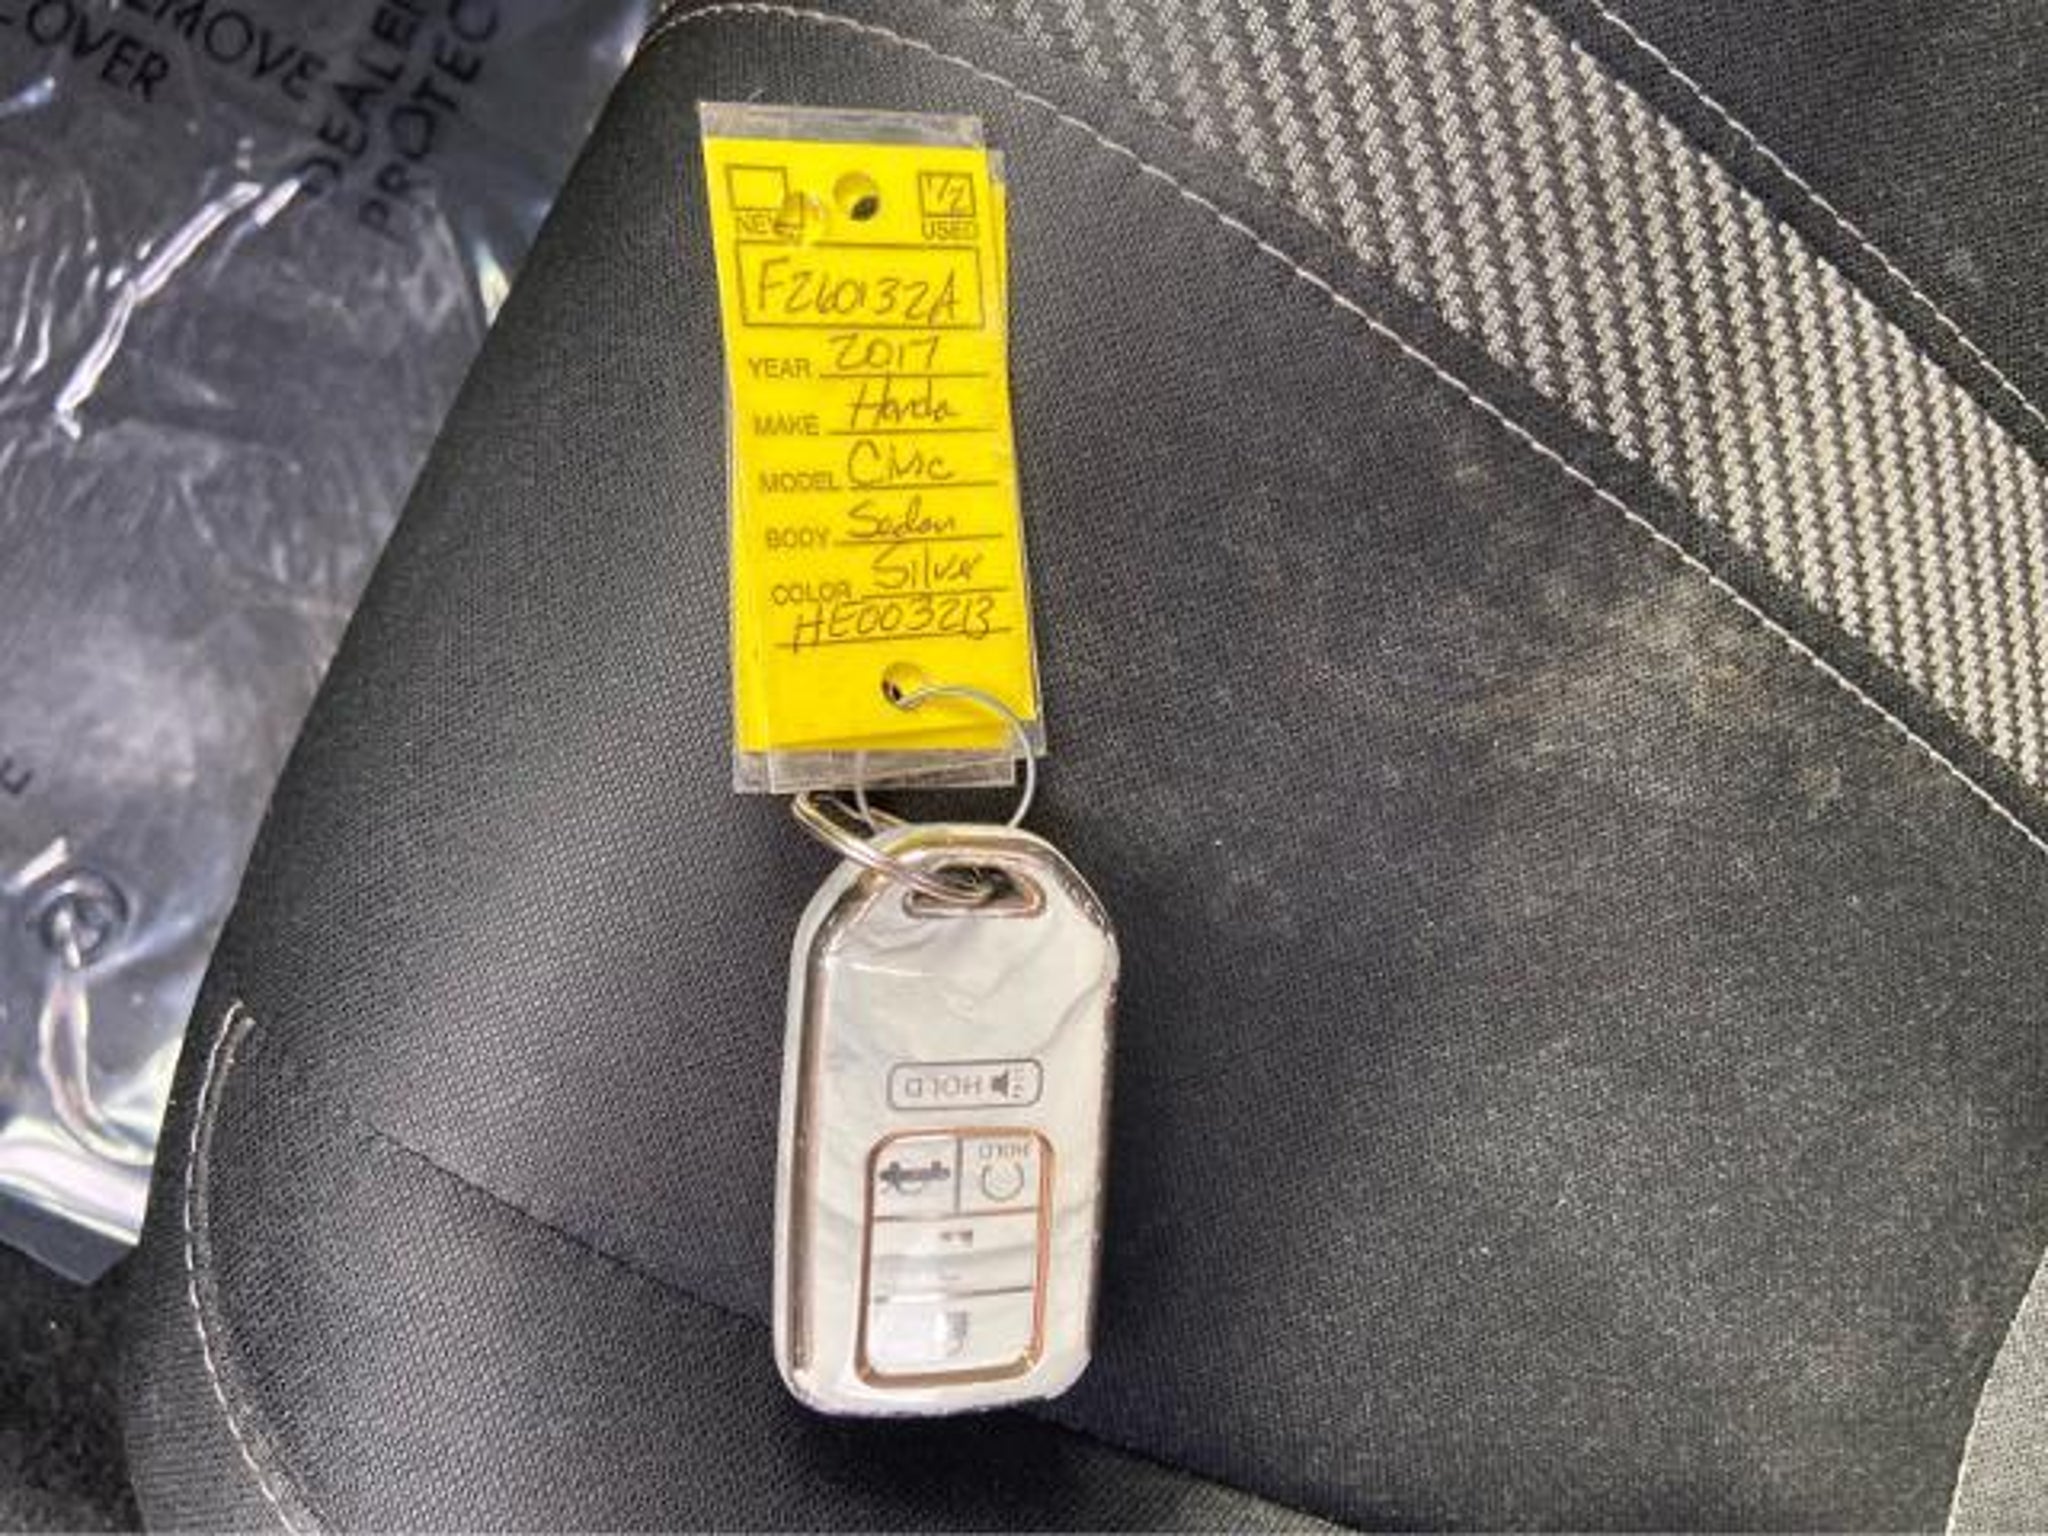 REMOVE
COVER
DEALER
PROTEC
NEW
USED
F260132A
YEAR 2017
MAKE Honda
MODEL Civic
BODY Sedan
COLOR Silver
HE003213
HOLD
HOLD